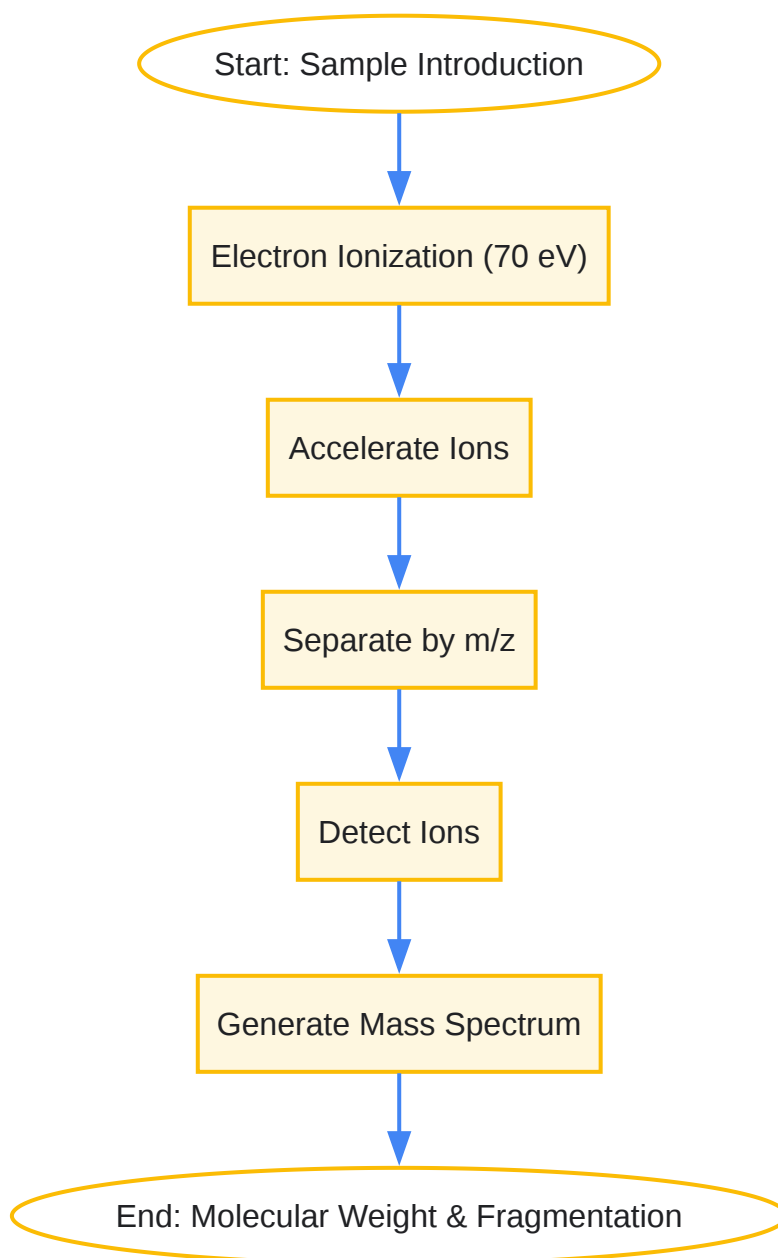 Start: Sample Introduction
Electron Ionization (70 eV)
Accelerate Ions
Separate by m/z
Detect Ions
Generate Mass Spectrum
End: Molecular Weight & Fragmentation